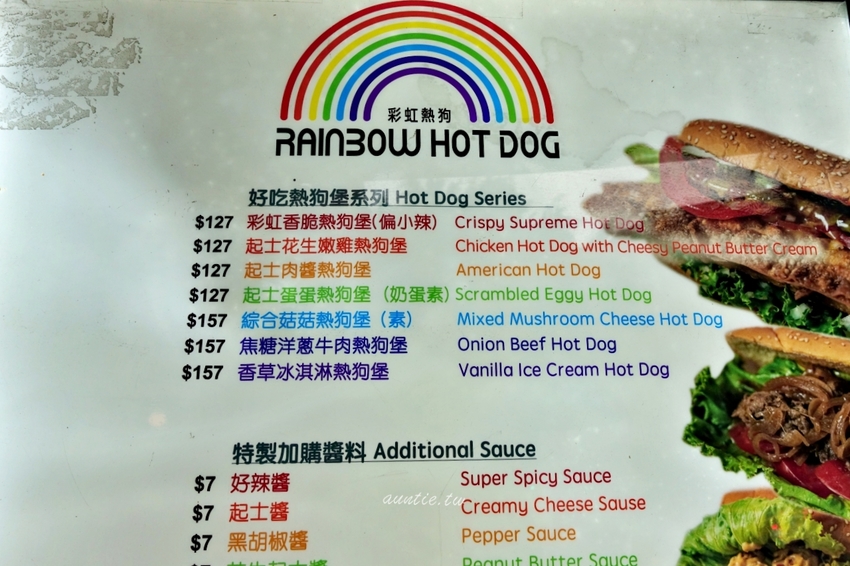 彩虹熱狗
RAINBOW HOT DOG
好吃熱狗堡系列 Hot Dog Series
$127 彩虹香脆熱狗堡(偏小辣) Crispy Supreme Hot Dog
$127 起士花生嫩雞熱狗堡 Chicken Hot Dog with Cheesy Peanut Butter Cream
$127 起士肉醬熱狗堡 American Hot Dog
$127 起士蛋蛋熱狗堡 (奶蛋素) Scrambled Eggy Hot Dog
$157 綜合菇菇熱狗堡 (素) Mixed Mushroom Cheese Hot Dog
$157 焦糖洋蔥牛肉熱狗堡 Onion Beef Hot Dog
$157 香草冰淇淋熱狗堡 Vanilla Ice Cream Hot Dog
特製加購醬料 Additional Sauce
$7 好辣醬 Super Spicy Sauce
$7 起士醬 Creamy Cheese Sause
$7 黑胡椒醬 Pepper Sauce
Peanut Butter Sauce
auntie.tw